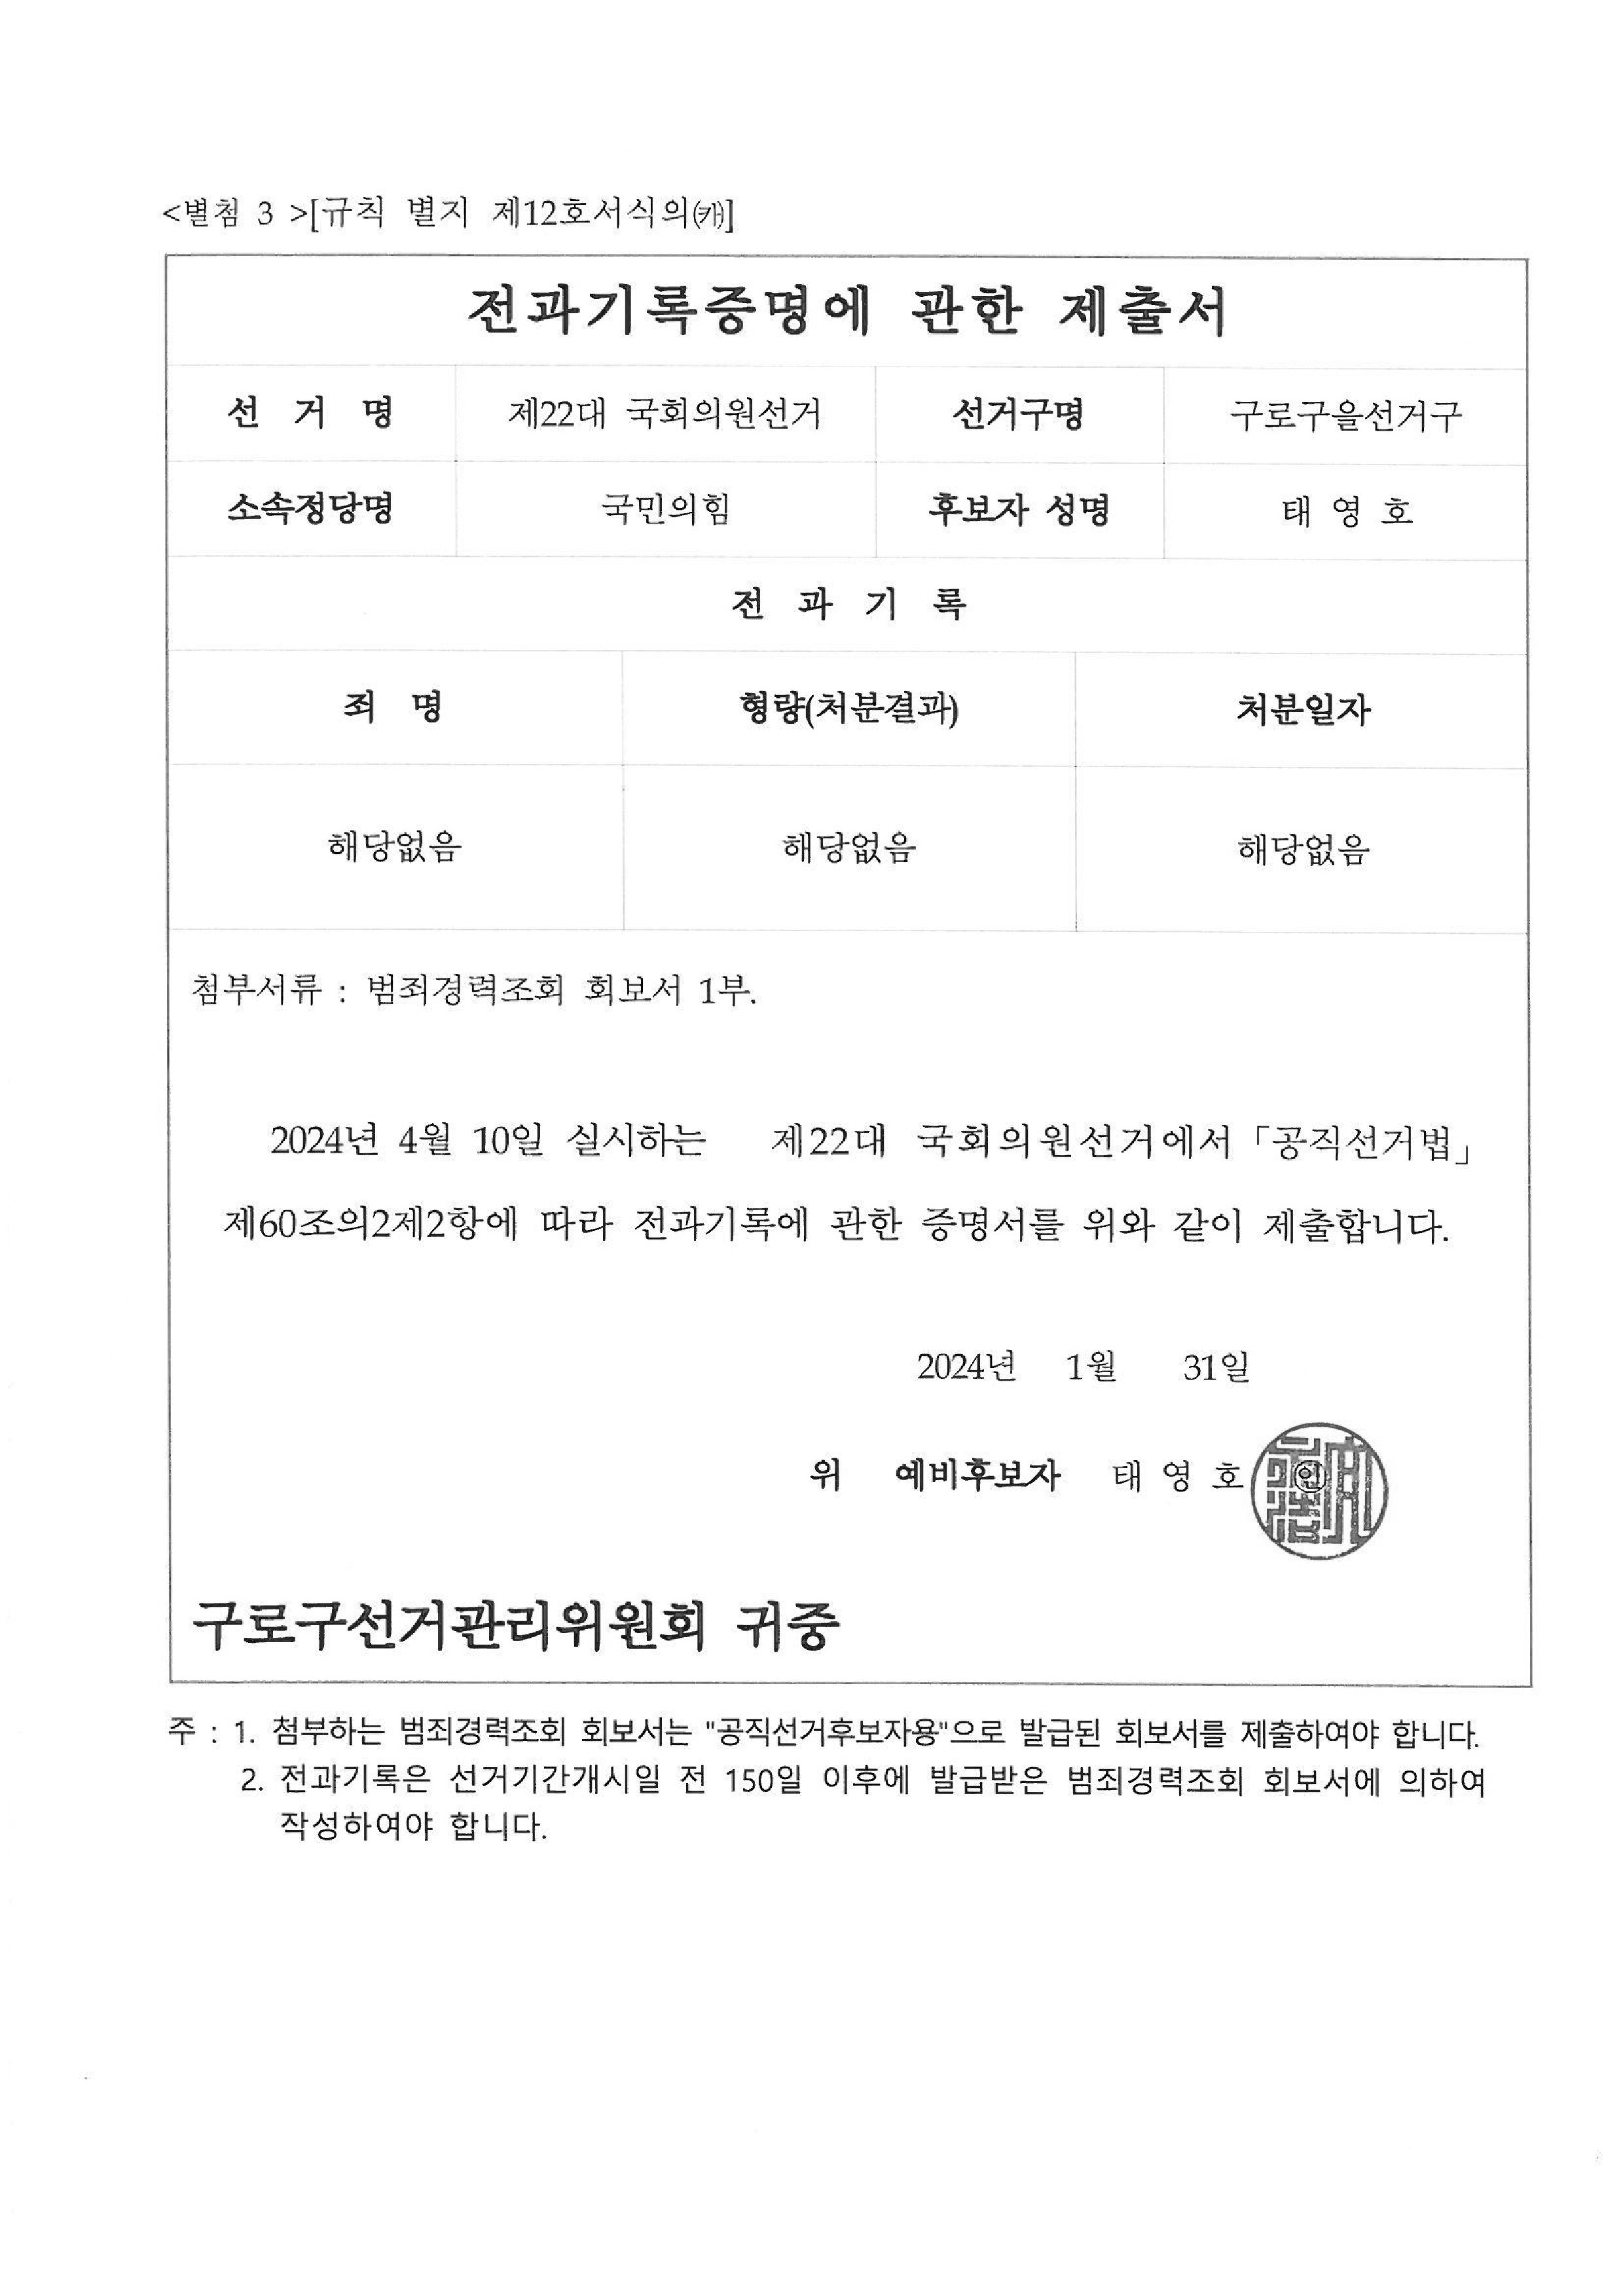 <별첨 3 >[규칙 별지 제12호서식의㈎]
전과기록증명에 관한 제출서
선 거 명 제22대 국회의원선거 선거구명 구로구을선거구
소속정당명 국민의힘 후보자 성명 태 영 호
전 과 기 록
죄 명 형량(처분결과) 처분일자
해당없음 해당없음 해당없음
첨부서류 : 범죄경력조회 회보서 1부.
2024년 4월 10일 실시하는 제22대 국회의원선거에서 「공직선거법」
제60조의2제2항에 따라 전과기록에 관한 증명서를 위와 같이 제출합니다.
2024년 1월 31일
위 예비후보자 태 영 호 ㊞
구로구선거관리위원회 귀중
주 : 1. 첨부하는 범죄경력조회 회보서는 "공직선거후보자용"으로 발급된 회보서를 제출하여야 합니다.
2. 전과기록은 선거기간개시일 전 150일 이후에 발급받은 범죄경력조회 회보서에 의하여
작성하여야 합니다.